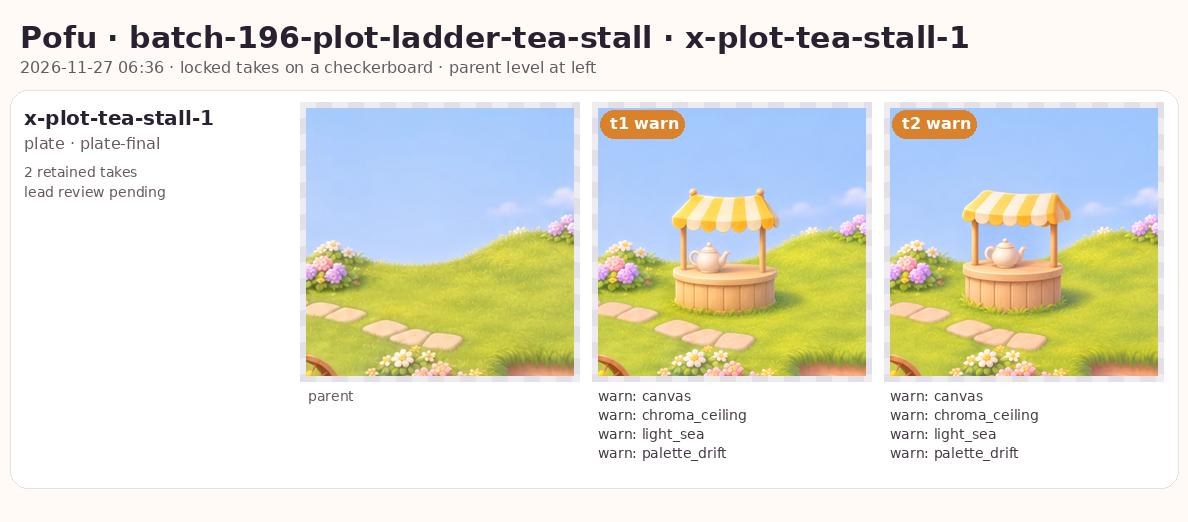 Pofu · batch-196-plot-ladder-tea-stall · x-plot-tea-stall-1
2026-11-27 06:36 · locked takes on a checkerboard · parent level at left
x-plot-tea-stall-1
plate · plate-final
2 retained takes
lead review pending
parent
t1 warn
warn: canvas
warn: chroma_ceiling
warn: light_sea
warn: palette_drift
t2 warn
warn: canvas
warn: chroma_ceiling
warn: light_sea
warn: palette_drift